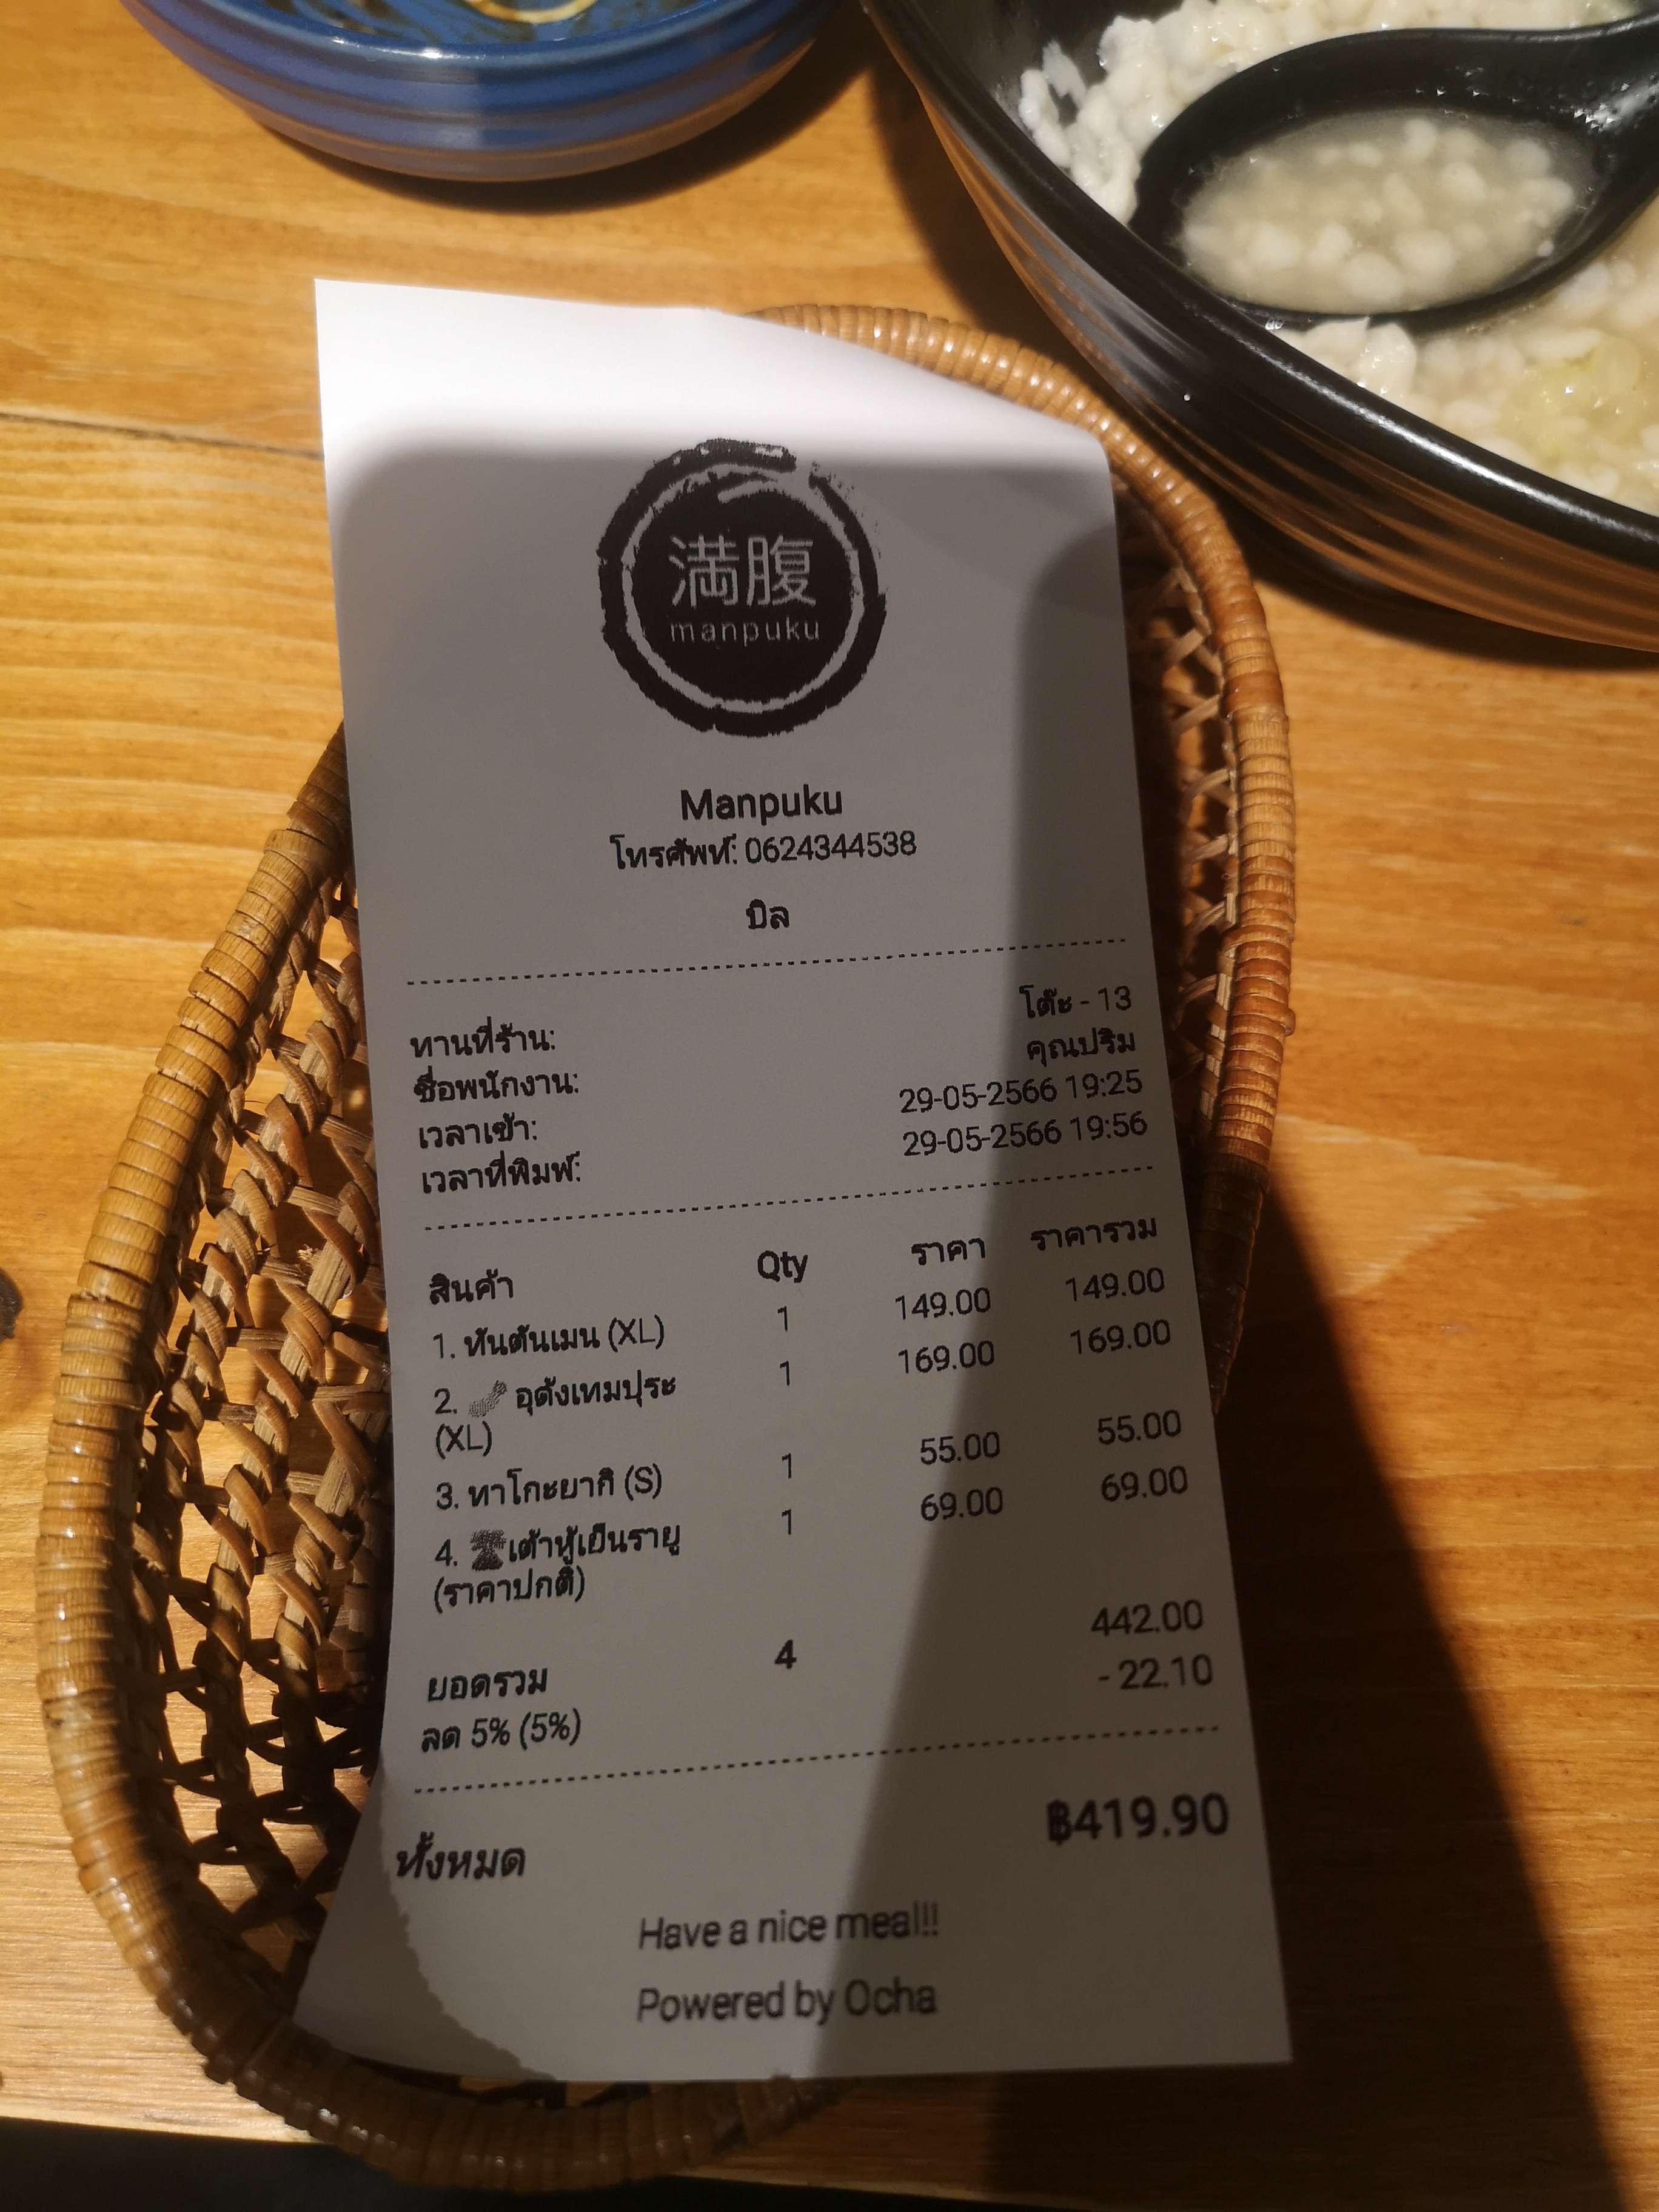 満腹
manpuku
Manpuku
โทรศัพท์: 0624344538
บิล
ทานที่ร้าน: โต๊ะ - 13
ชื่อพนักงาน: คุณปริม
เวลาเข้า: 29-05-2566 19:25
เวลาที่พิมพ์: 29-05-2566 19:56
สินค้า Qty ราคา ราคารวม
1. ทันตันเมน (XL) 1 149.00 149.00
2. อุด้งเทมปุระ 1 169.00 169.00
(XL)
3. ทาโกะยากิ (S) 1 55.00 55.00
4. เต้าหู้เย็นรายู 1 69.00 69.00
(ราคาปกติ)
ยอดรวม 4 442.00
ลด 5% (5%) - 22.10
ทั้งหมด ฿419.90
Have a nice meal!!
Powered by Ocha